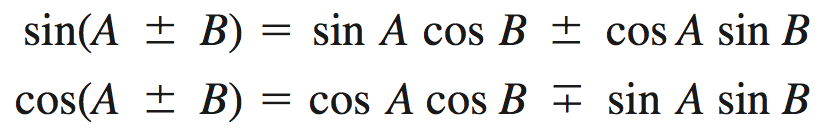 sin(A ± B) = sin A cos B ± cos A sin B
cos(A ± B) = cos A cos B ∓ sin A sin B